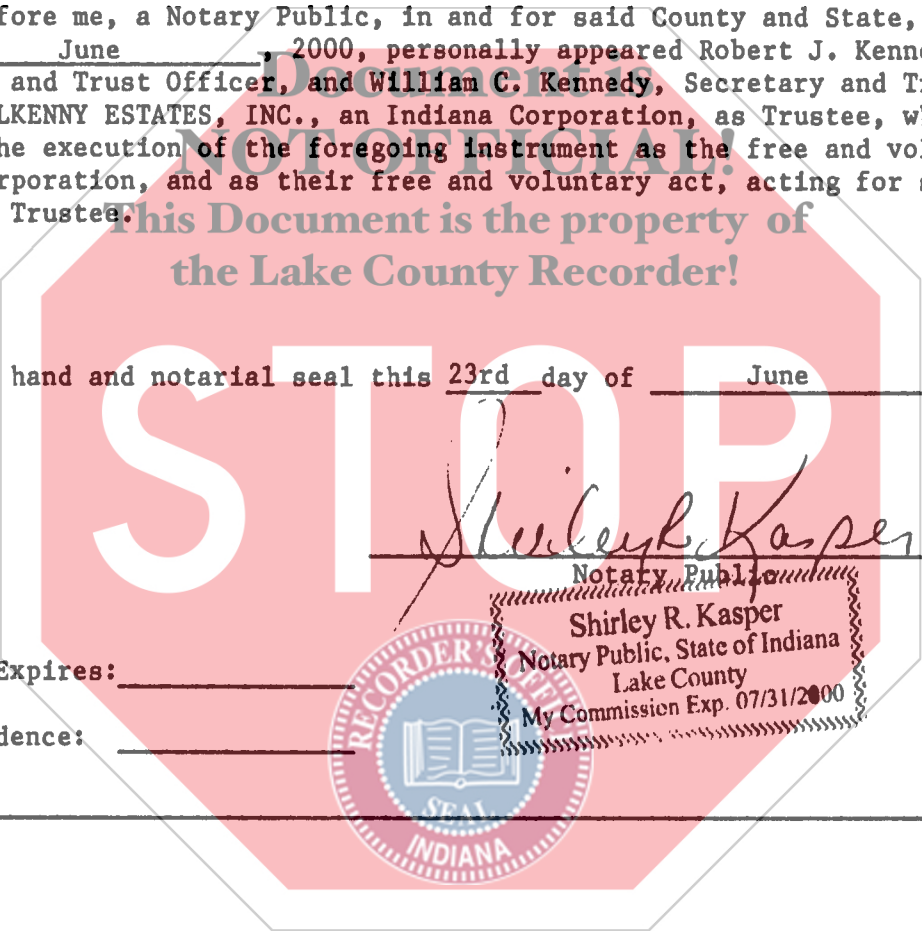 fore me, a Notary Public, in and for said County and State,
June , 2000, personally appeared Robert J. Kenne
and Trust Officer, and William C. Kennedy, Secretary and Tr
LKENNY ESTATES, INC., an Indiana Corporation, as Trustee, w
he execution of the foregoing instrument as the free and vol
rporation, and as their free and voluntary act, acting for s
Trustee.
Document is
NOT OFFICIAL!
This Document is the property of
the Lake County Recorder!
STOP
hand and notarial seal this 23rd day of June
Shirley R. Kasper
Notary Public
Shirley R. Kasper
Notary Public, State of Indiana
Lake County
My Commission Exp. 07/31/2000
Expires:
dence:
RECORDER'S OFFICE
SEAL
INDIANA